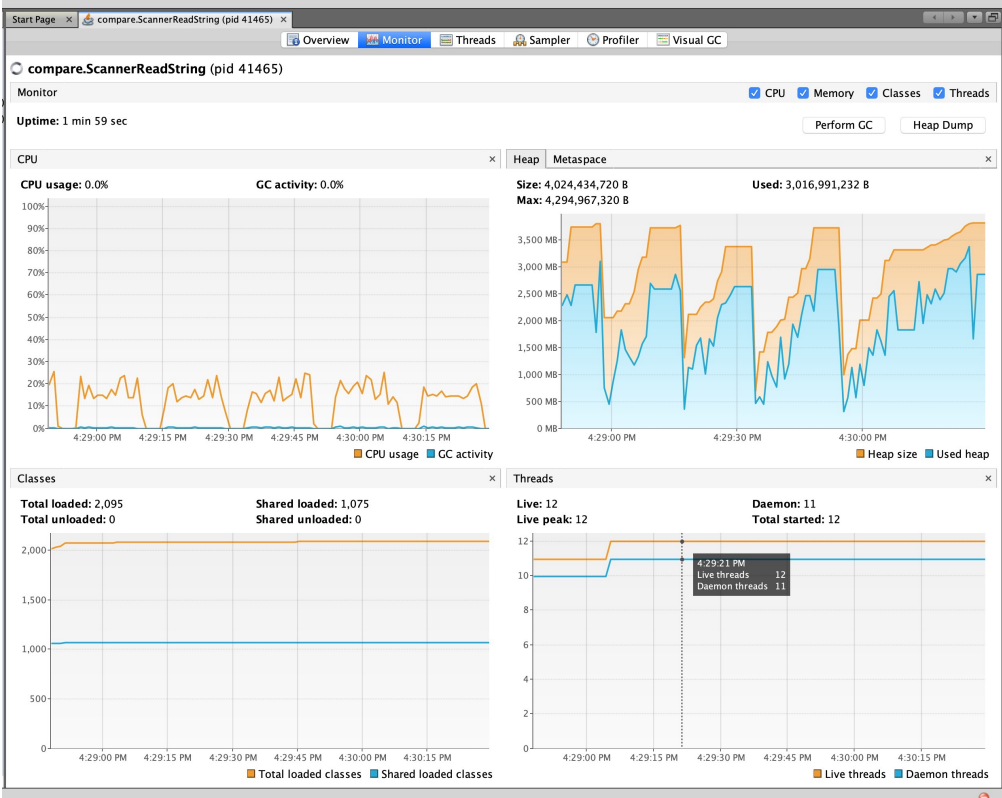 Start Page × compare.ScannerReadString (pid 41465) ×
Overview Monitor Threads Sampler Profiler Visual GC
compare.ScannerReadString (pid 41465)
Monitor CPU Memory Classes Threads
Uptime: 1 min 59 sec
Perform GC Heap Dump
CPU ×
CPU usage: 0.0% GC activity: 0.0%
100%
90%
80%
70%
60%
50%
40%
30%
20%
10%
0%
4:29:00 PM 4:29:15 PM 4:29:30 PM 4:29:45 PM 4:30:00 PM 4:30:15 PM
CPU usage GC activity
Heap Metaspace ×
Size: 4,024,434,720 B Used: 3,016,991,232 B
Max: 4,294,967,320 B
3,500 MB
3,000 MB
2,500 MB
2,000 MB
1,500 MB
1,000 MB
500 MB
0 MB
4:29:00 PM 4:29:30 PM 4:30:00 PM
Heap size Used heap
Classes ×
Total loaded: 2,095 Shared loaded: 1,075
Total unloaded: 0 Shared unloaded: 0
2,000
1,500
1,000
500
0
4:29:00 PM 4:29:15 PM 4:29:30 PM 4:29:45 PM 4:30:00 PM 4:30:15 PM
Total loaded classes Shared loaded classes
Threads ×
Live: 12 Daemon: 11
Live peak: 12 Total started: 12
12
10
8
6
4
2
0
4:29:21 PM
Live threads 12
Daemon threads 11
4:29:00 PM 4:29:15 PM 4:29:30 PM 4:29:45 PM 4:30:00 PM 4:30:15 PM
Live threads Daemon threads